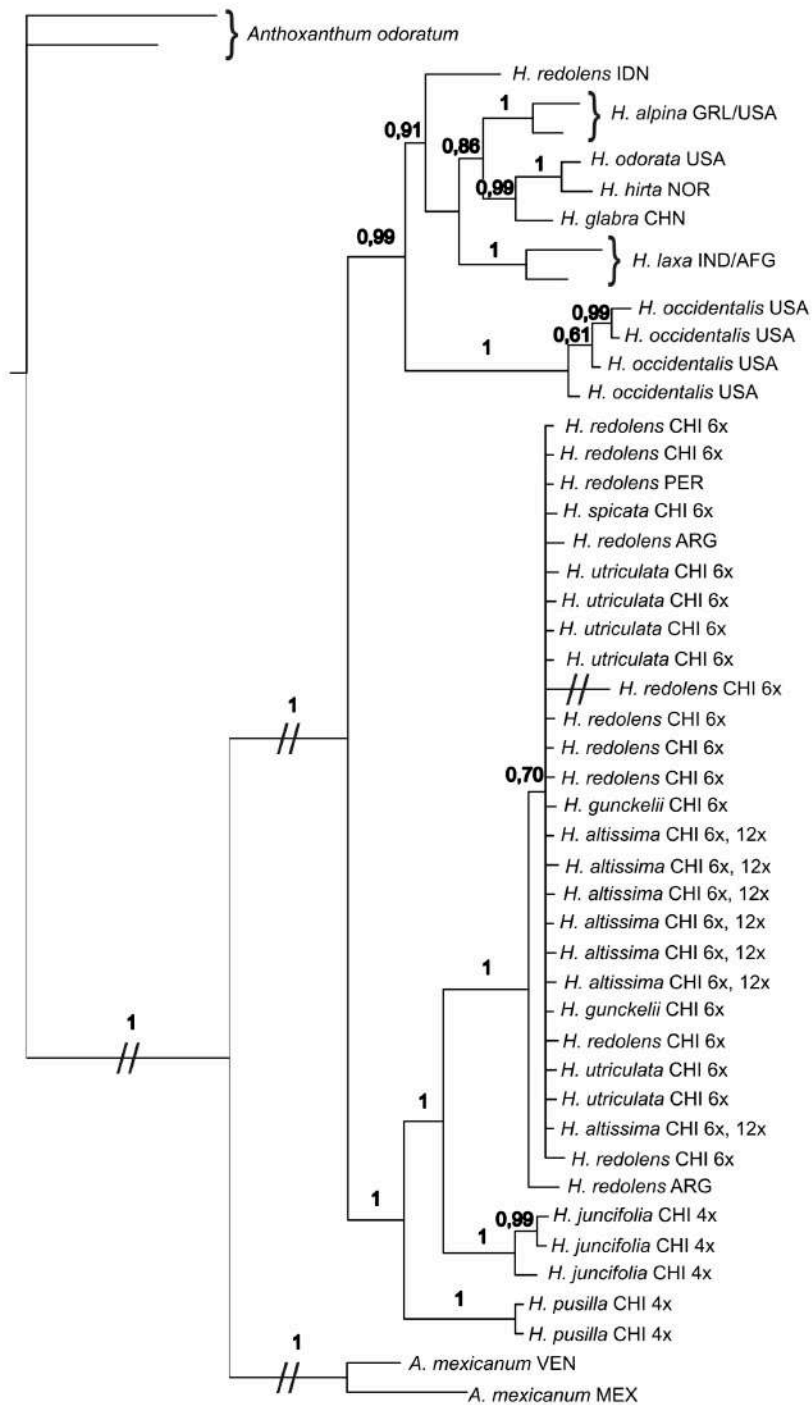 Anthoxanthum odoratum
H. redolens IDN
1
H. alpina GRL/USA
0,91
0,86
1
H. odorata USA
0,99
H. hirta NOR
H. glabra CHN
0,99
1
H. laxa IND/AFG
H. occidentalis USA
0,99
H. occidentalis USA
0,61
1
H. occidentalis USA
H. occidentalis USA
H. redolens CHI 6x
H. redolens CHI 6x
H. redolens PER
H. spicata CHI 6x
H. redolens ARG
H. utriculata CHI 6x
H. utriculata CHI 6x
H. utriculata CHI 6x
H. utriculata CHI 6x
H. redolens CHI 6x
1
H. redolens CHI 6x
H. redolens CHI 6x
0,70
H. redolens CHI 6x
H. gunckelii CHI 6x
H. altissima CHI 6x, 12x
H. altissima CHI 6x, 12x
H. altissima CHI 6x, 12x
H. altissima CHI 6x, 12x
H. altissima CHI 6x, 12x
1
H. altissima CHI 6x, 12x
H. gunckelii CHI 6x
1
H. redolens CHI 6x
H. utriculata CHI 6x
H. utriculata CHI 6x
1
H. altissima CHI 6x, 12x
H. redolens CHI 6x
H. redolens ARG
1
0,99
H. juncifolia CHI 4x
1
H. juncifolia CHI 4x
H. juncifolia CHI 4x
1
H. pusilla CHI 4x
H. pusilla CHI 4x
1
A. mexicanum VEN
A. mexicanum MEX